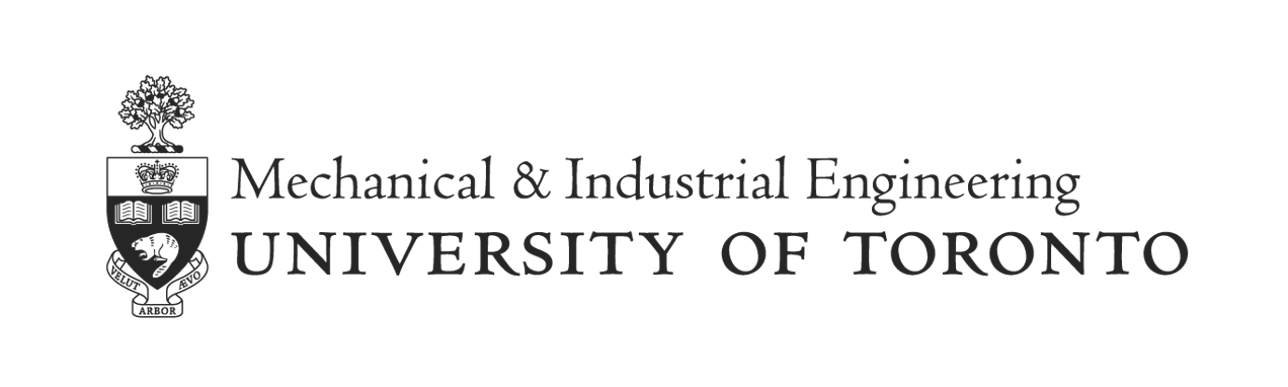 Mechanical & Industrial Engineering
UNIVERSITY OF TORONTO
VELUT
ARBOR
ÆVO